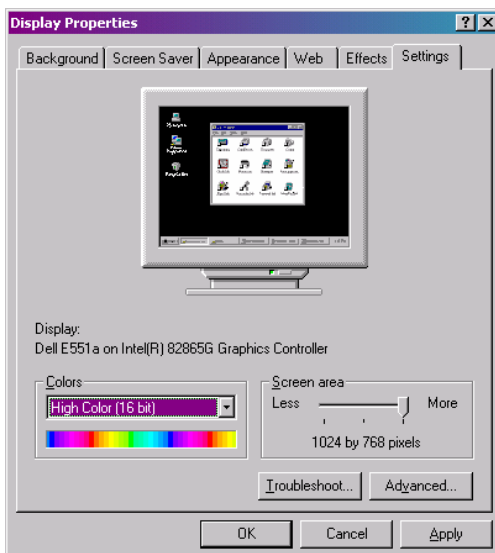 Display Properties
Background Screen Saver Appearance Web Effects Settings
Display:
Dell E551a on Intel(R) 82865G Graphics Controller
Colors
High Color (16 bit)
Screen area
Less More
1024 by 768 pixels
Troubleshoot... Advanced...
OK Cancel Apply